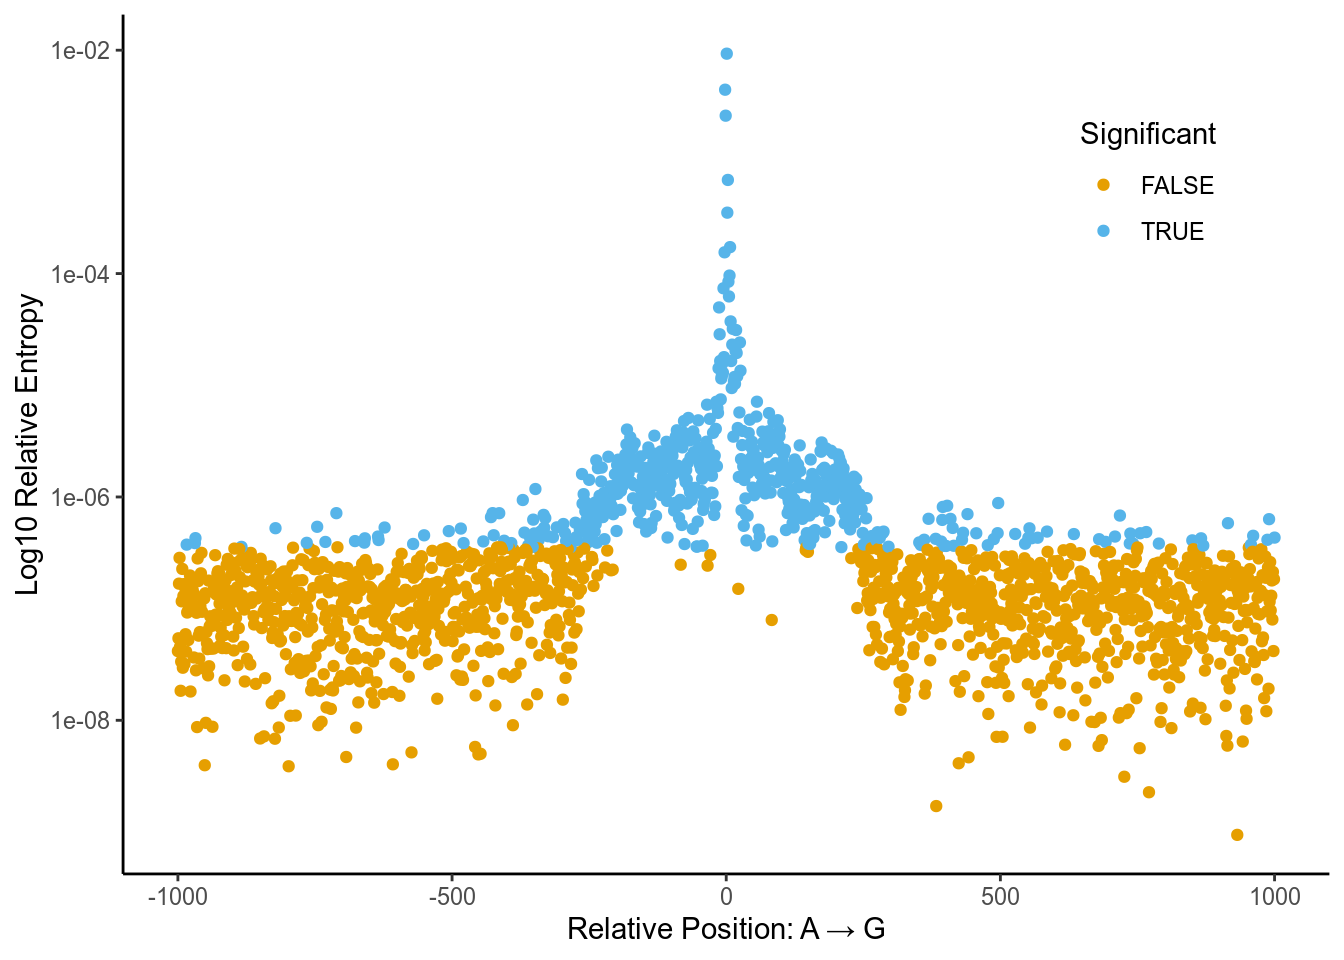 1e-02
1e-04
1e-06
1e-08
Log10 Relative Entropy
Significant
FALSE
TRUE
-1000
-500
0
500
1000
Relative Position: A → G